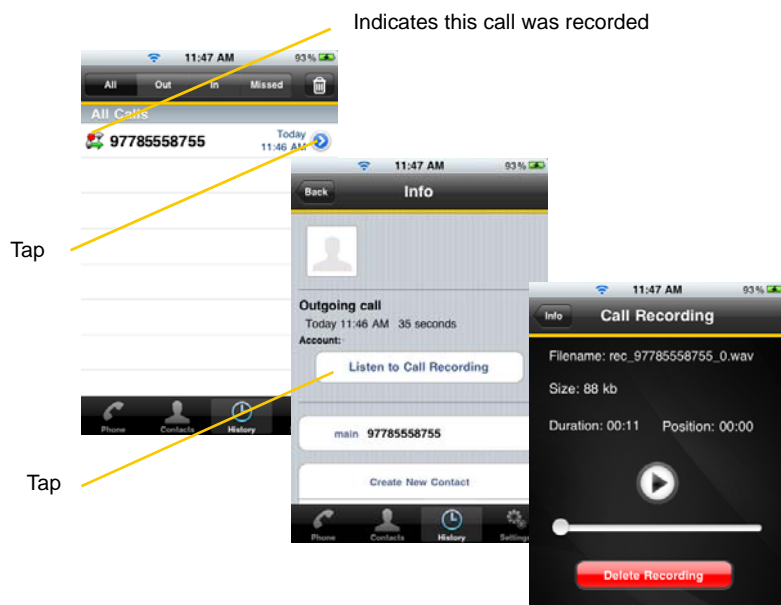 Indicates this call was recorded
11:47 AM 93%
All Out In Missed
All Calls
97785558755 Today
11:46 AM
Tap
Phone Contacts History
11:47 AM 93%
Back Info
Outgoing call
Today 11:46 AM 35 seconds
Account:
Listen to Call Recording
Tap
main 97785558755
Create New Contact
Phone Contacts History Settings
11:47 AM 93%
Info Call Recording
Filename: rec_97785558755_0.wav
Size: 88 kb
Duration: 00:11 Position: 00:00
Delete Recording